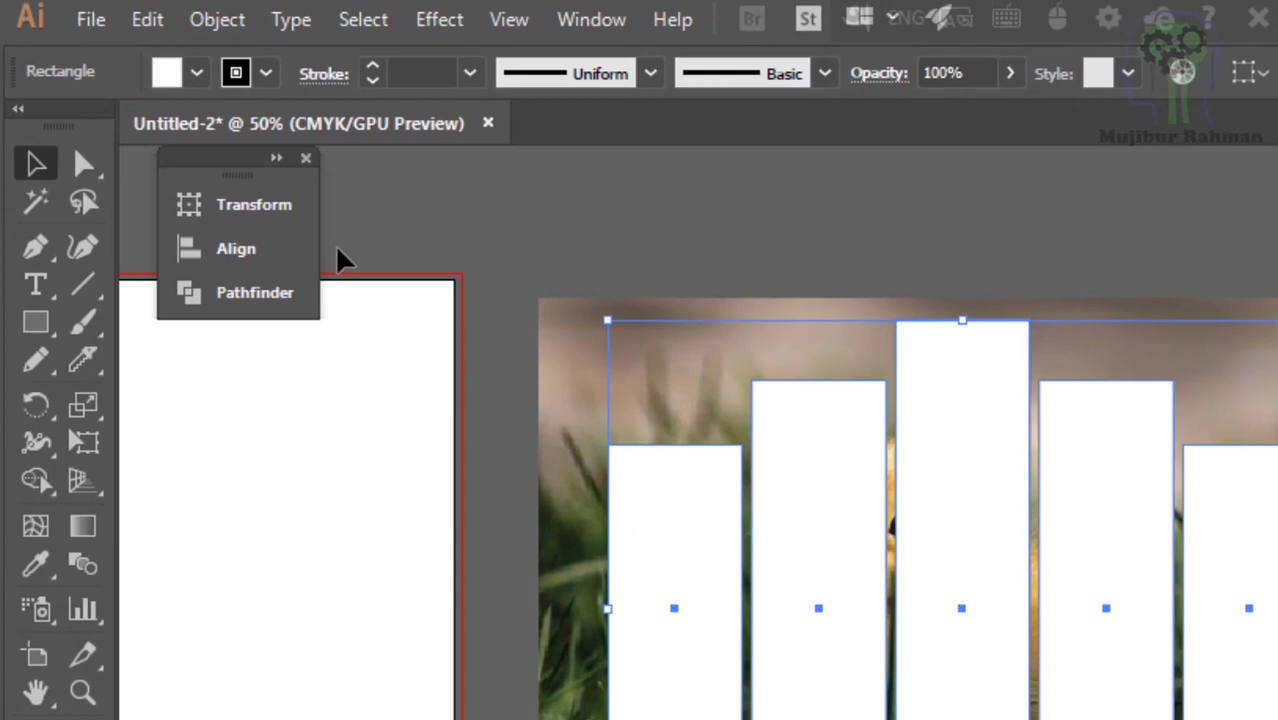 Ai File Edit Object Type Select Effect View Window Help Br St ENG
Rectangle Stroke: Uniform Basic Opacity: 100% Style:
Mujibur Rahman
Untitled-2* @ 50% (CMYK/GPU Preview)
Transform
Align
Pathfinder